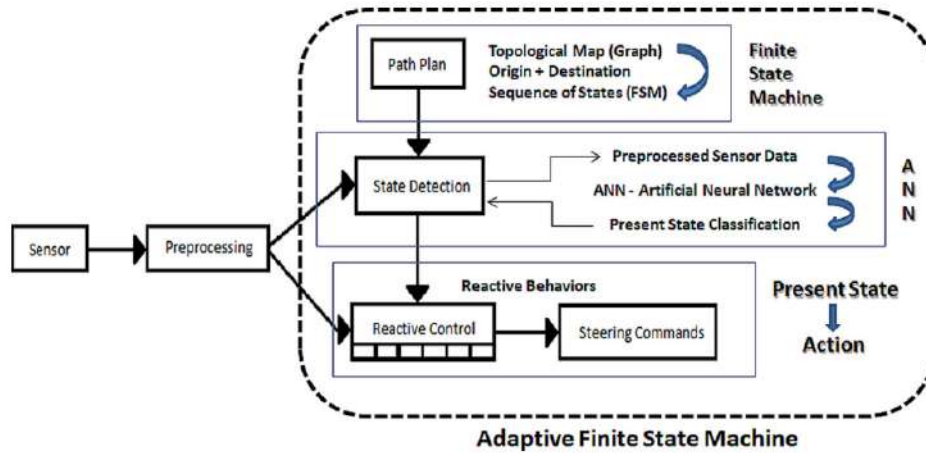 Path Plan
Topological Map (Graph)
Origin + Destination
Sequence of States (FSM)
Finite
State
Machine
State Detection
Preprocessed Sensor Data
ANN - Artificial Neural Network
Present State Classification
A
N
N
Sensor
Preprocessing
Reactive Behaviors
Reactive Control
Steering Commands
Present State
Action
Adaptive Finite State Machine